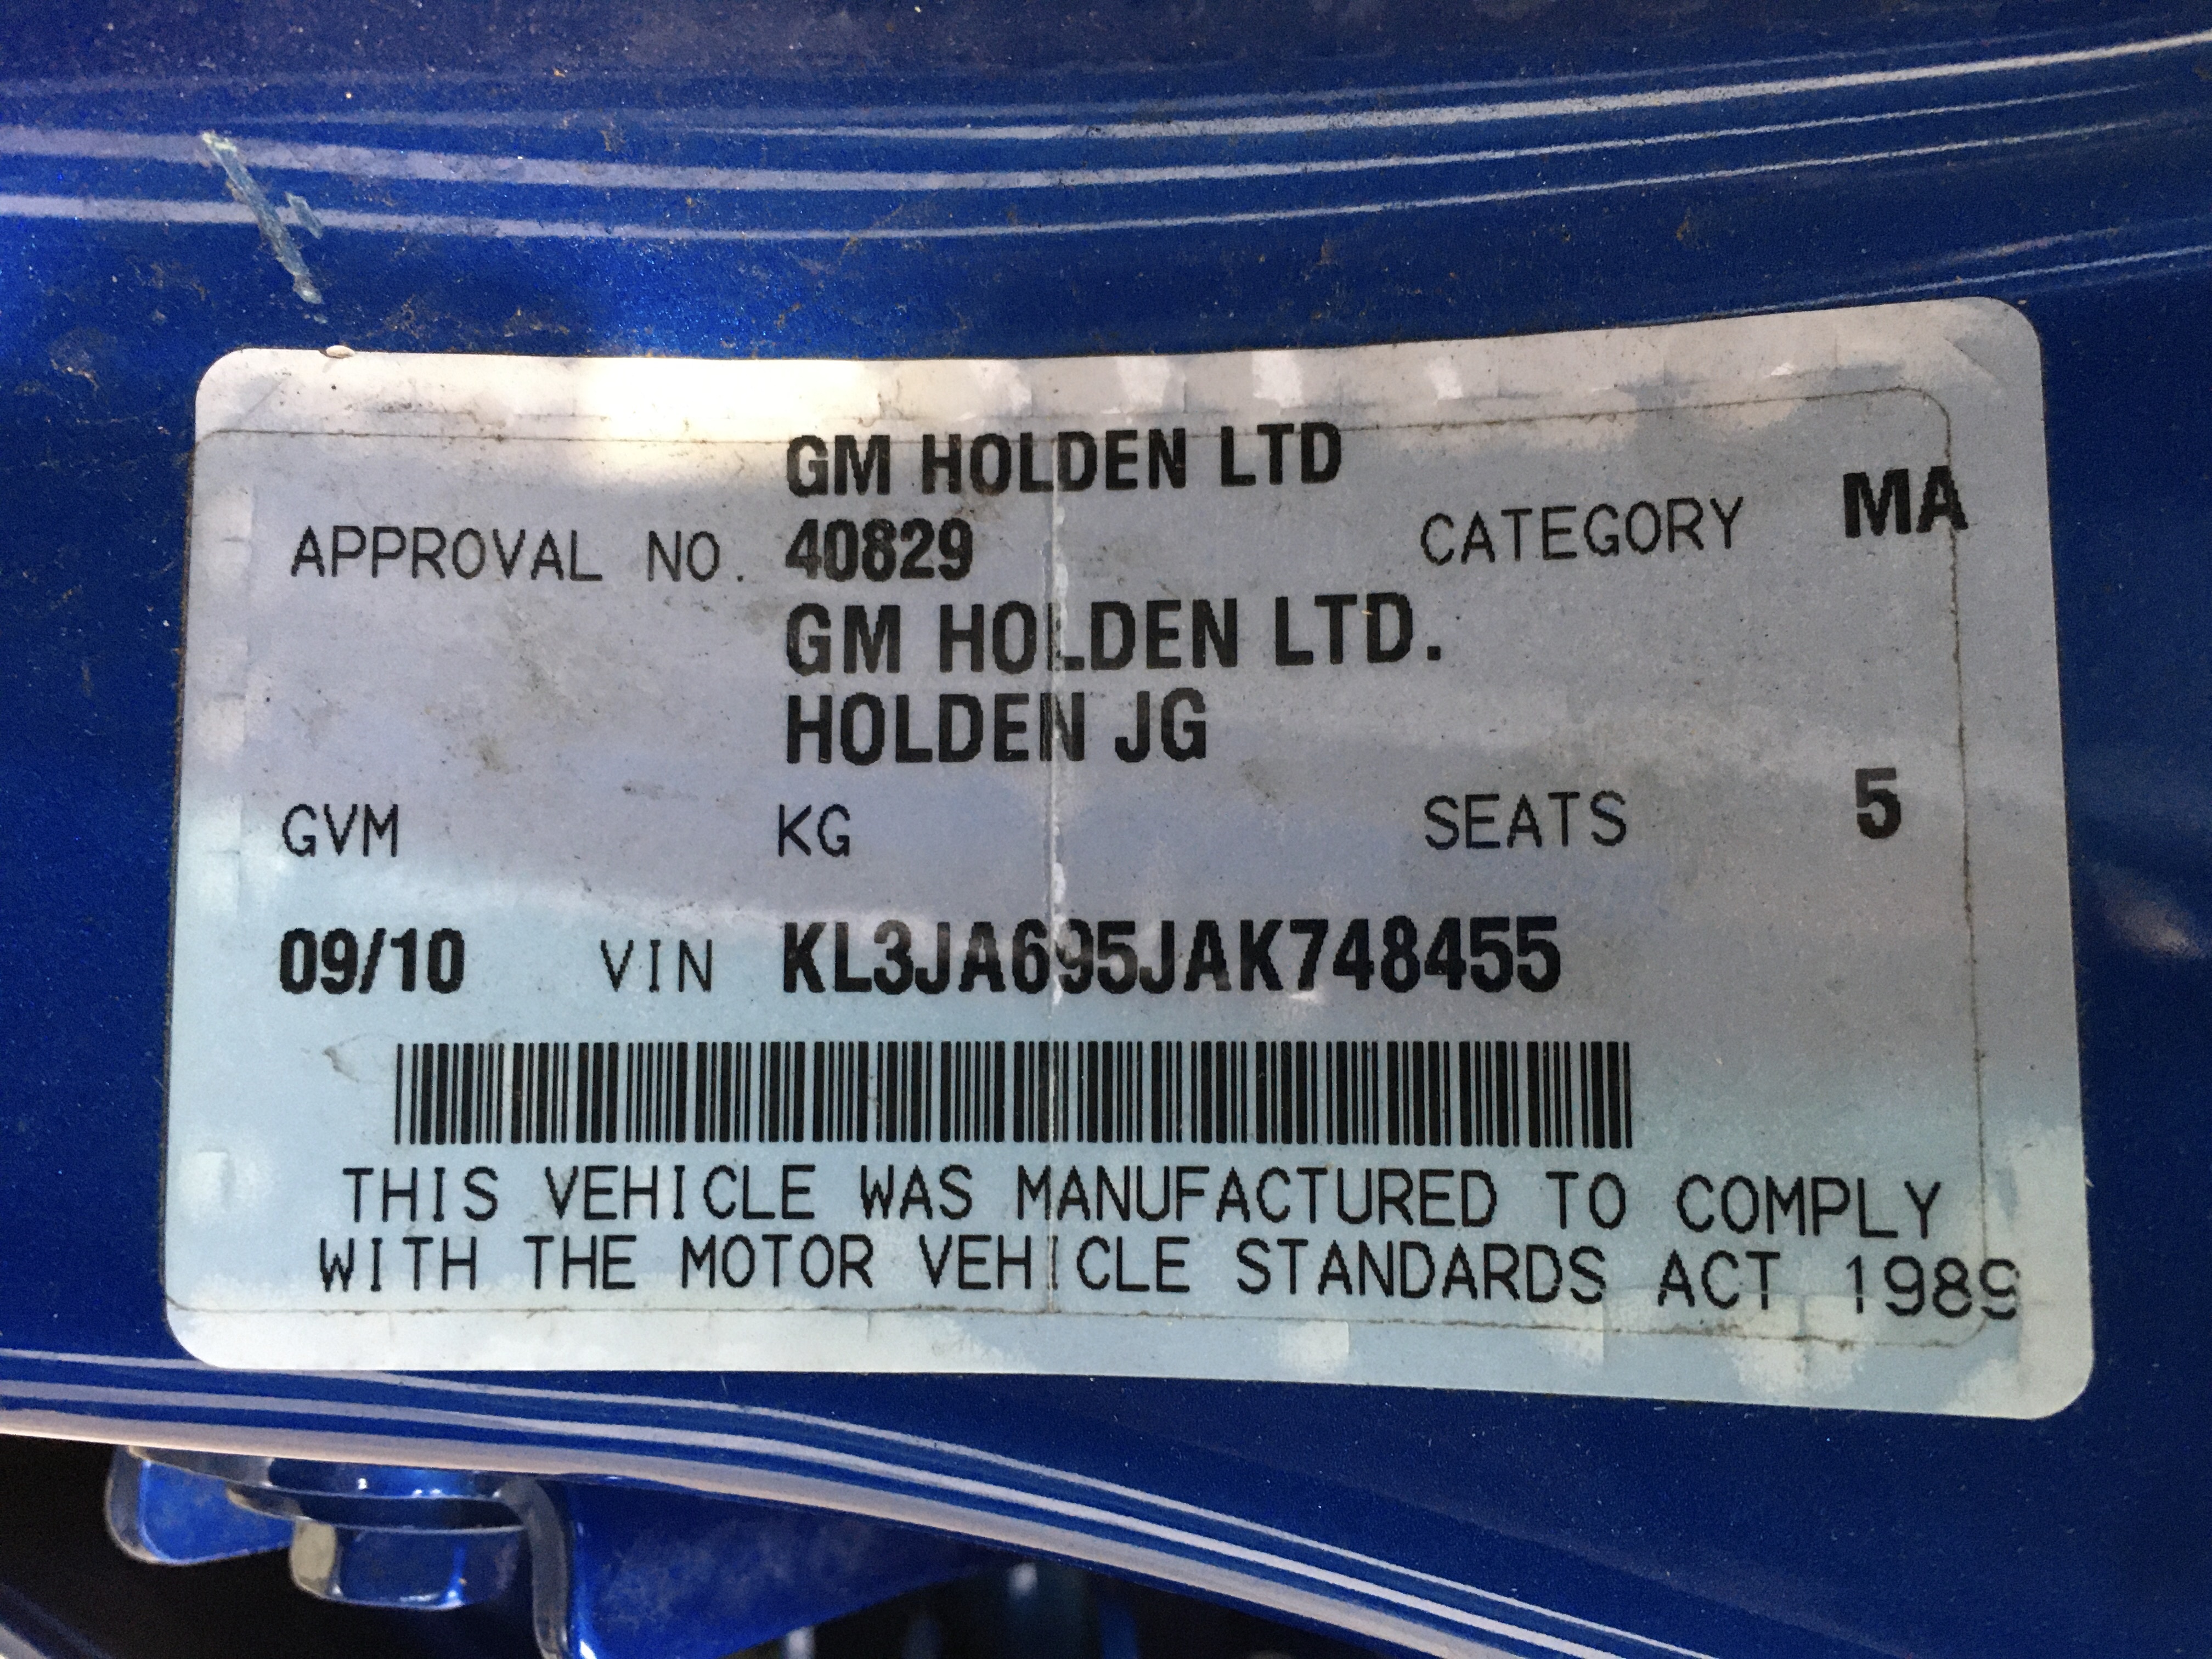 GM HOLDEN LTD
APPROVAL NO. 40829 CATEGORY MA
GM HOLDEN LTD.
HOLDEN JG
GVM KG SEATS 5
09/10 VIN KL3JA695JAK748455
THIS VEHICLE WAS MANUFACTURED TO COMPLY
WITH THE MOTOR VEHICLE STANDARDS ACT 1989